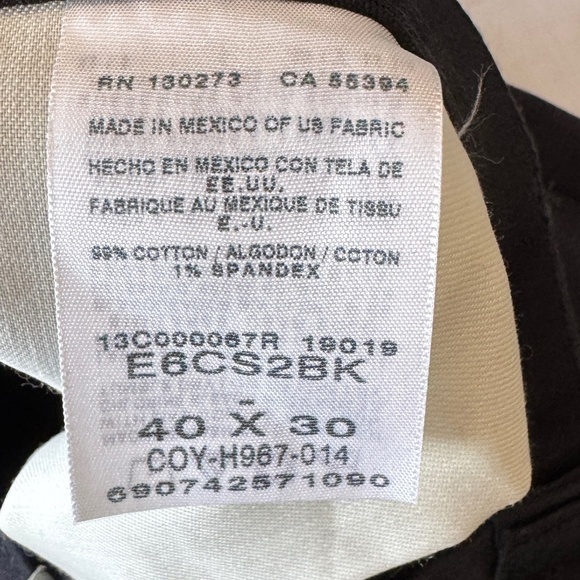 RN 130273 CA 55394
MADE IN MEXICO OF US FABRIC
HECHO EN MEXICO CON TELA DE
EE.UU.
FABRIQUE AU MEXIQUE DE TISSU
E.-U.
99% COTTON / ALGODON / COTON
1% SPANDEX
13C000067R 19019
E6CS2BK
-
40 X 30
COY-H967-014
690742571090